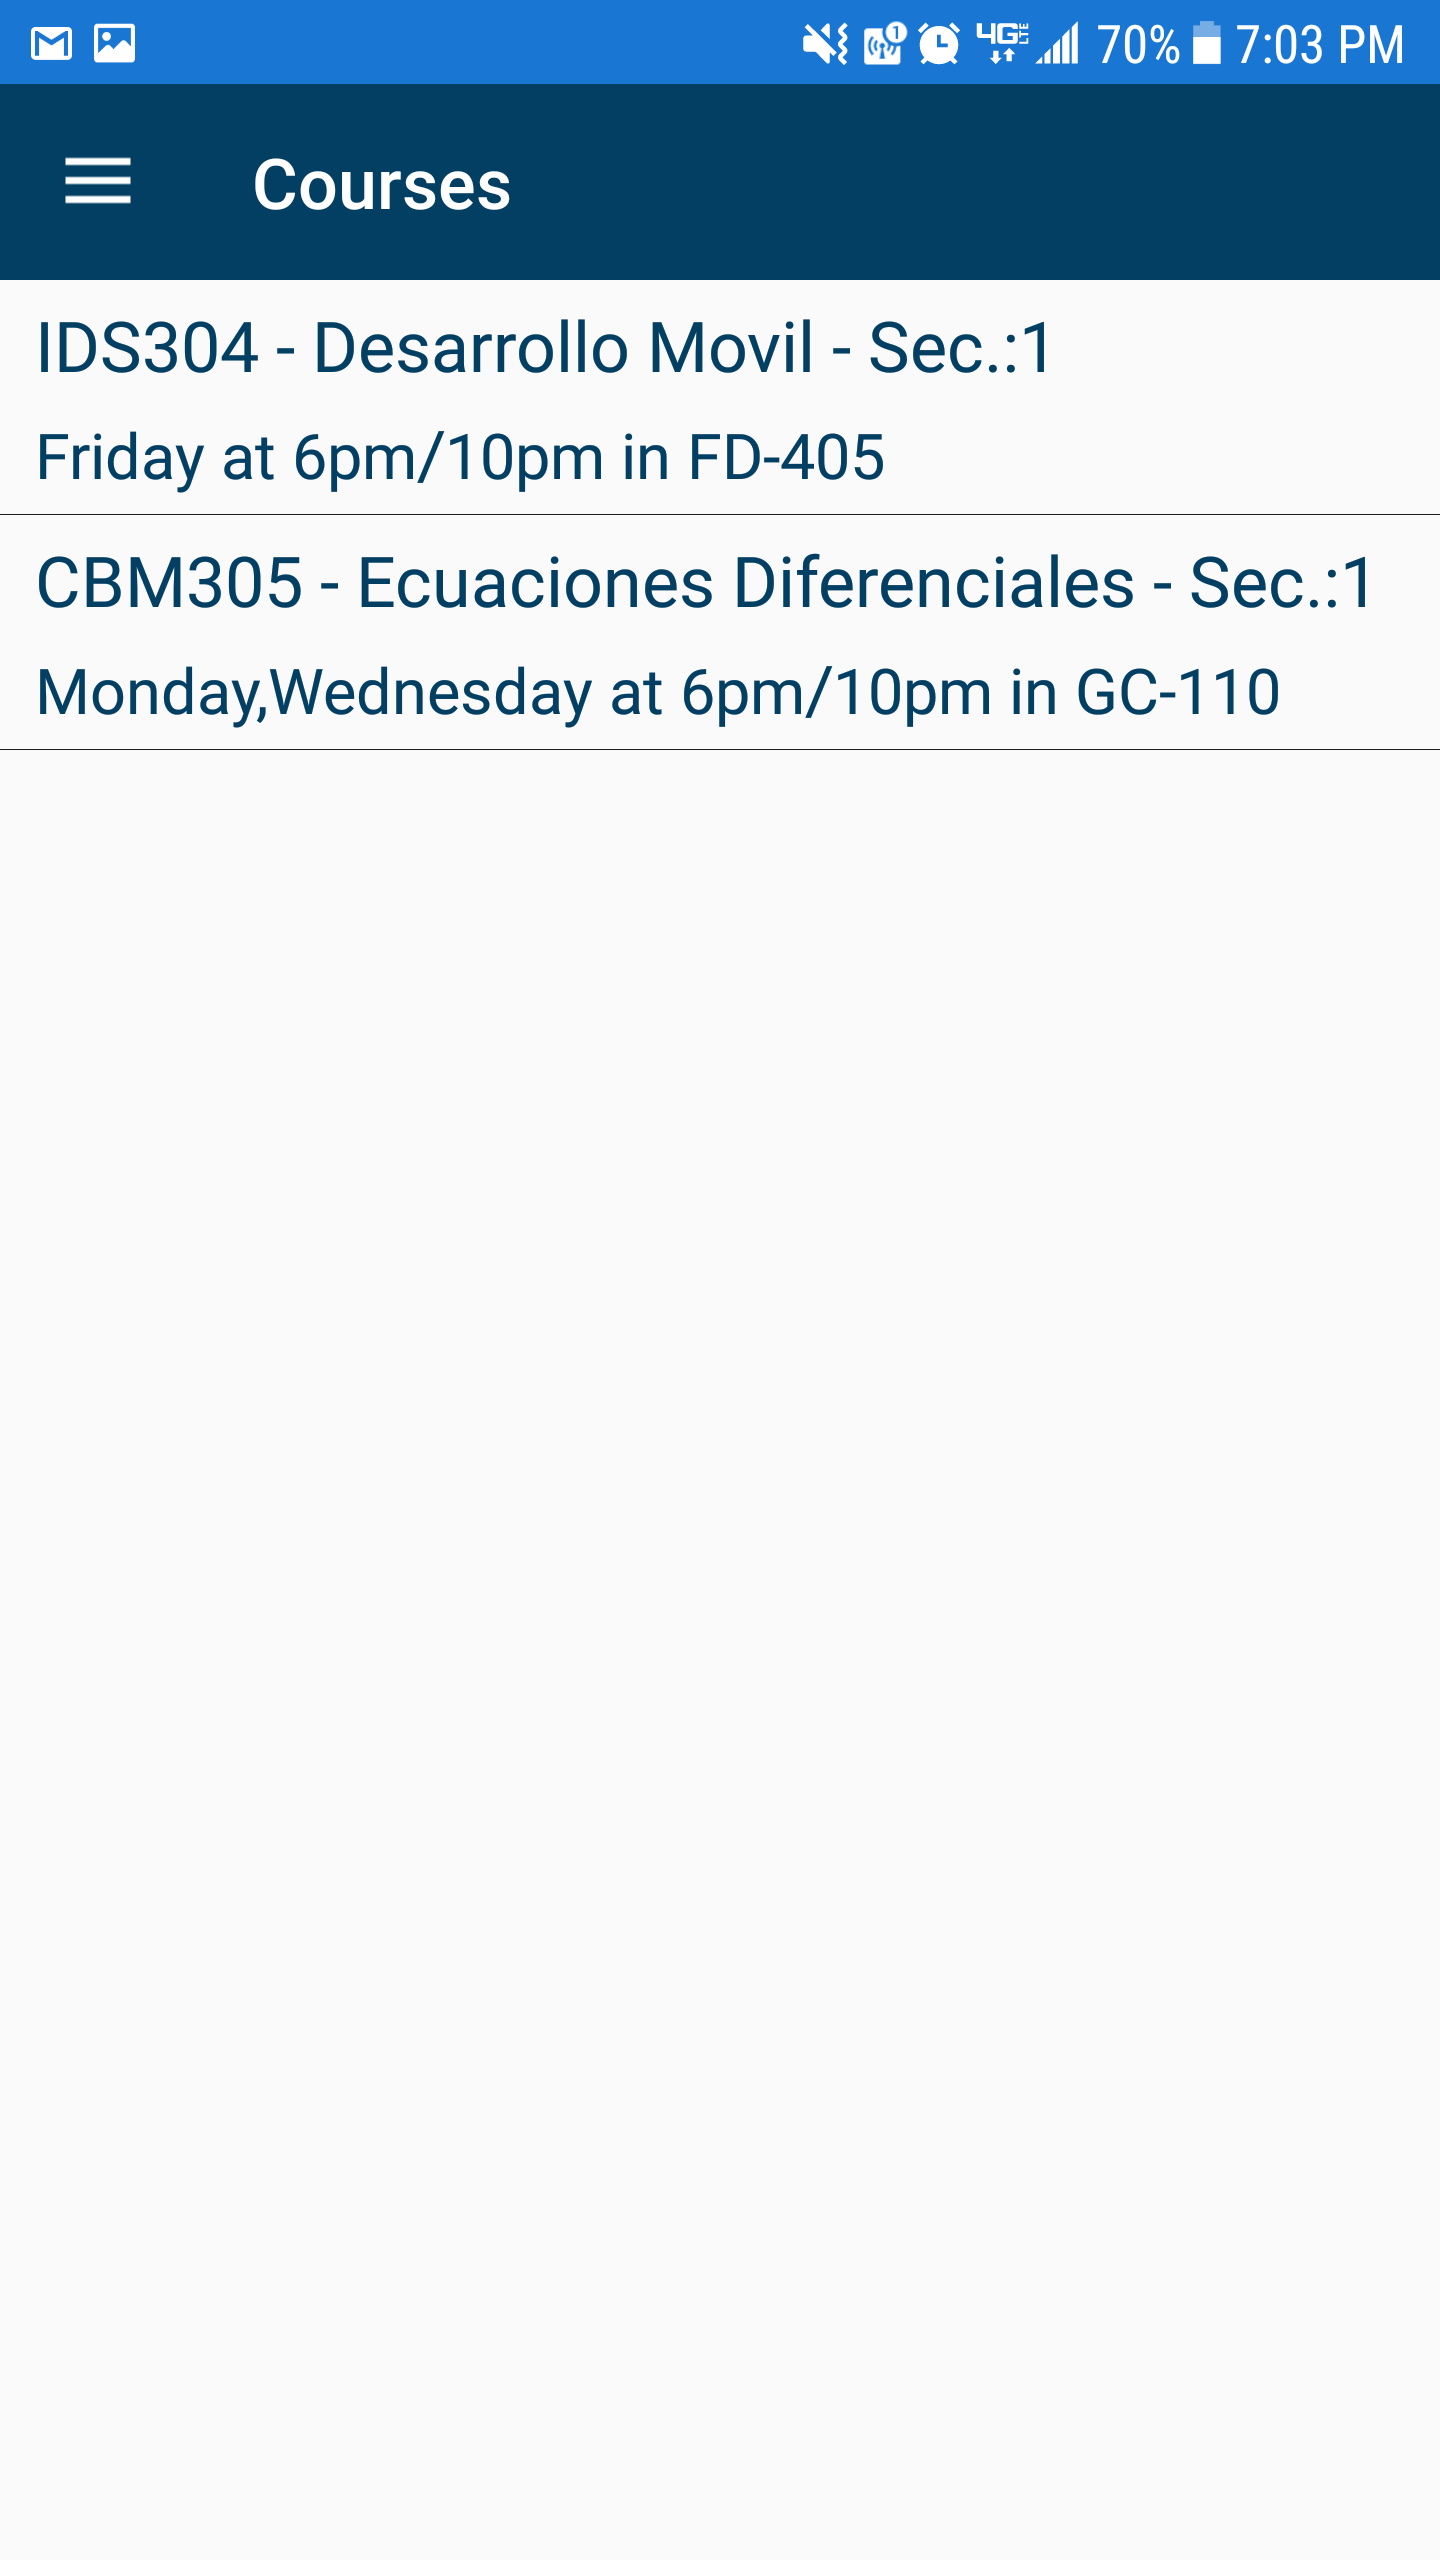 1 4G LTE 70% 7:03 PM
Courses
IDS304 - Desarrollo Movil - Sec.:1
Friday at 6pm/10pm in FD-405
CBM305 - Ecuaciones Diferenciales - Sec.:1
Monday,Wednesday at 6pm/10pm in GC-110